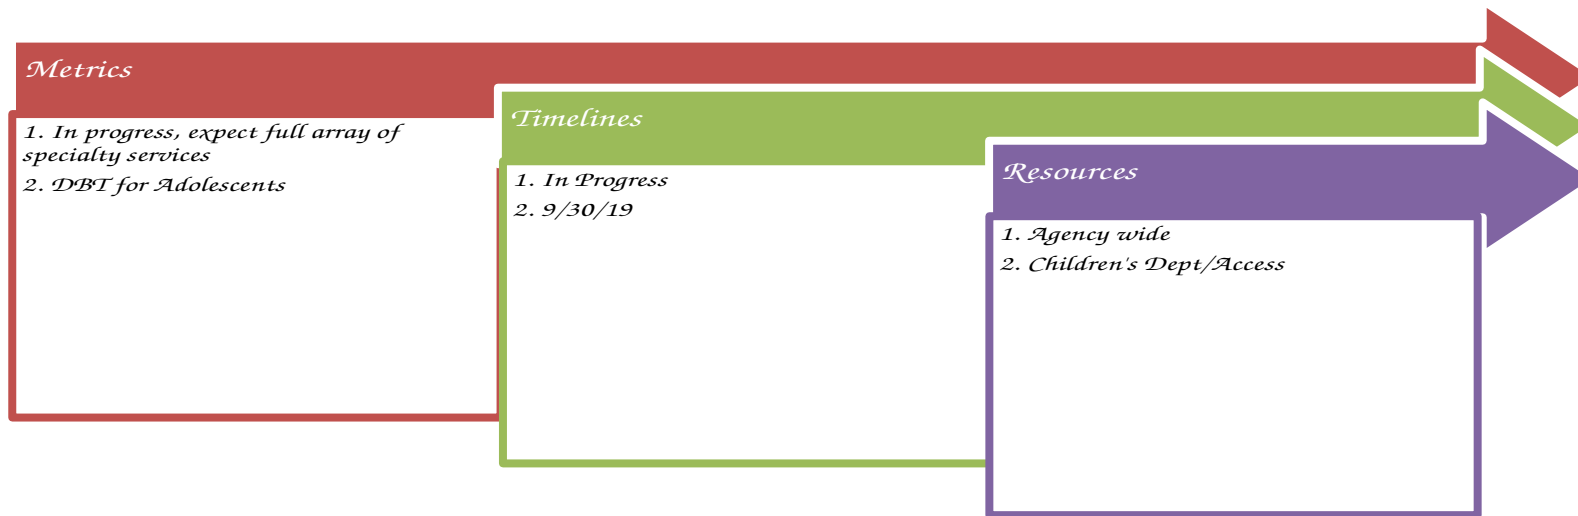 Metrics
1. In progress, expect full array of
specialty services
2. DBT for Adolescents
Timelines
1. In Progress
2. 9/30/19
Resources
1. Agency wide
2. Children's Dept/Access